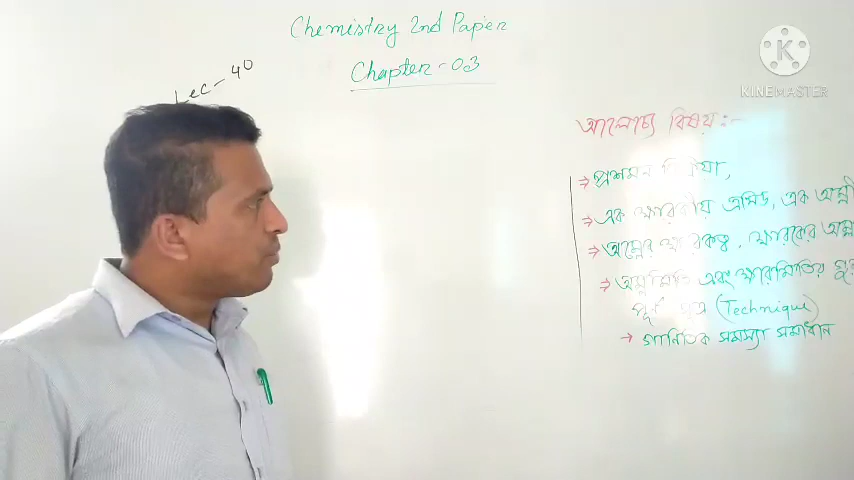 Chemistry 2nd Paper
Chapter-03
Lec-40
KINEMASTER
আলোচ্য বিষয়:-
⇒ প্রশমন
⇒ এক ক্ষারকীয় এসিড, এক অম্লী
⇒ অম্লের ক্ষারকত্ব, ক্ষারকের অম্ল
⇒ অম্লমিতি এবং ক্ষারমিতির
পূর্ণ সূত্র (Technique)
→ গাণিতিক সমস্যা সমাধান